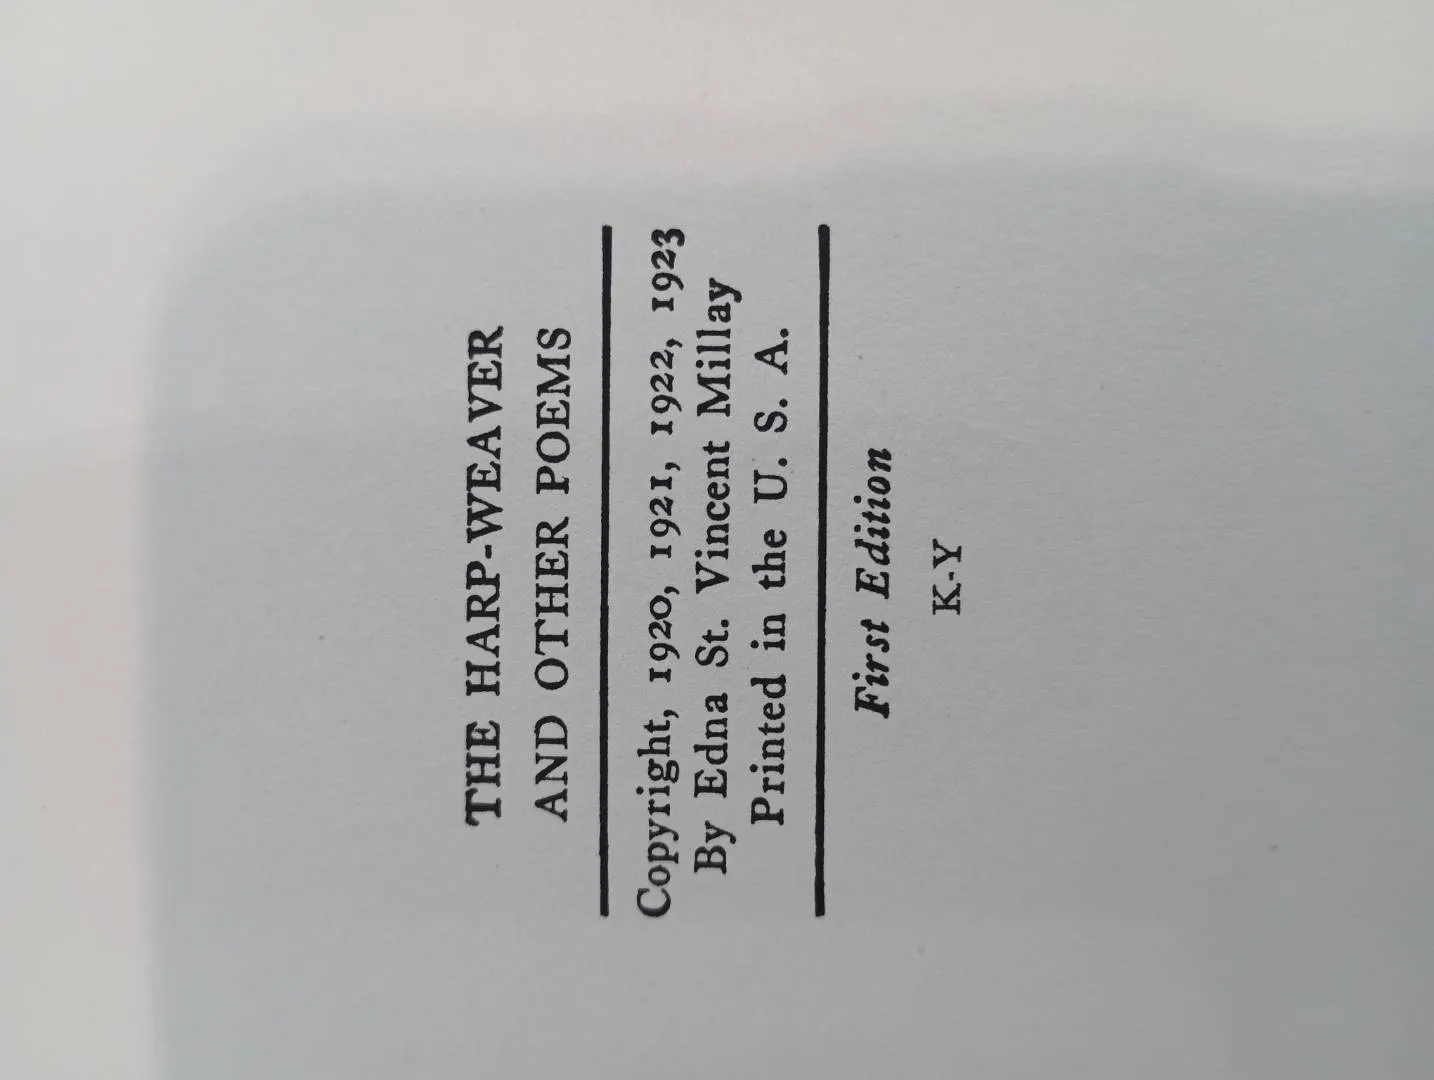 THE HARP-WEAVER
AND OTHER POEMS
Copyright, 1920, 1921, 1922, 1923
By Edna St. Vincent Millay
Printed in the U. S. A.
First Edition
K-Y